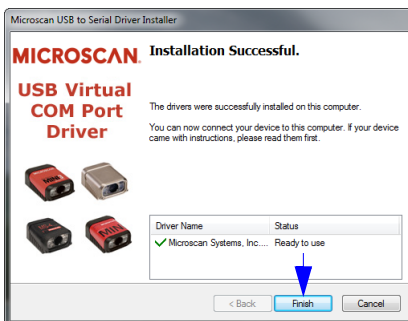 Microscan USB to Serial Driver Installer
MICROSCAN.
Installation Successful.
USB Virtual
COM Port
Driver
The drivers were successfully installed on this computer.
You can now connect your device to this computer. If your device
came with instructions, please read them first.
Driver Name Status
Microscan Systems, Inc.... Ready to use
< Back Finish Cancel